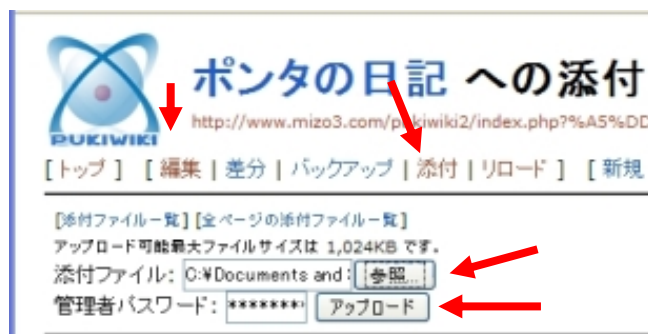 ポンタの日記 への添付
PUKIWIKI
http://www.mizo3.com/pukiwiki2/index.php?%A5%DD
[ トップ ] [ 編集 | 差分 | バックアップ | 添付 | リロード ] [ 新規
[添付ファイル一覧] [全ページの添付ファイル一覧]
アップロード可能最大ファイルサイズは 1,024KB です。
添付ファイル: C:¥Documents and : 参照...
管理者パスワード: ******** アップロード